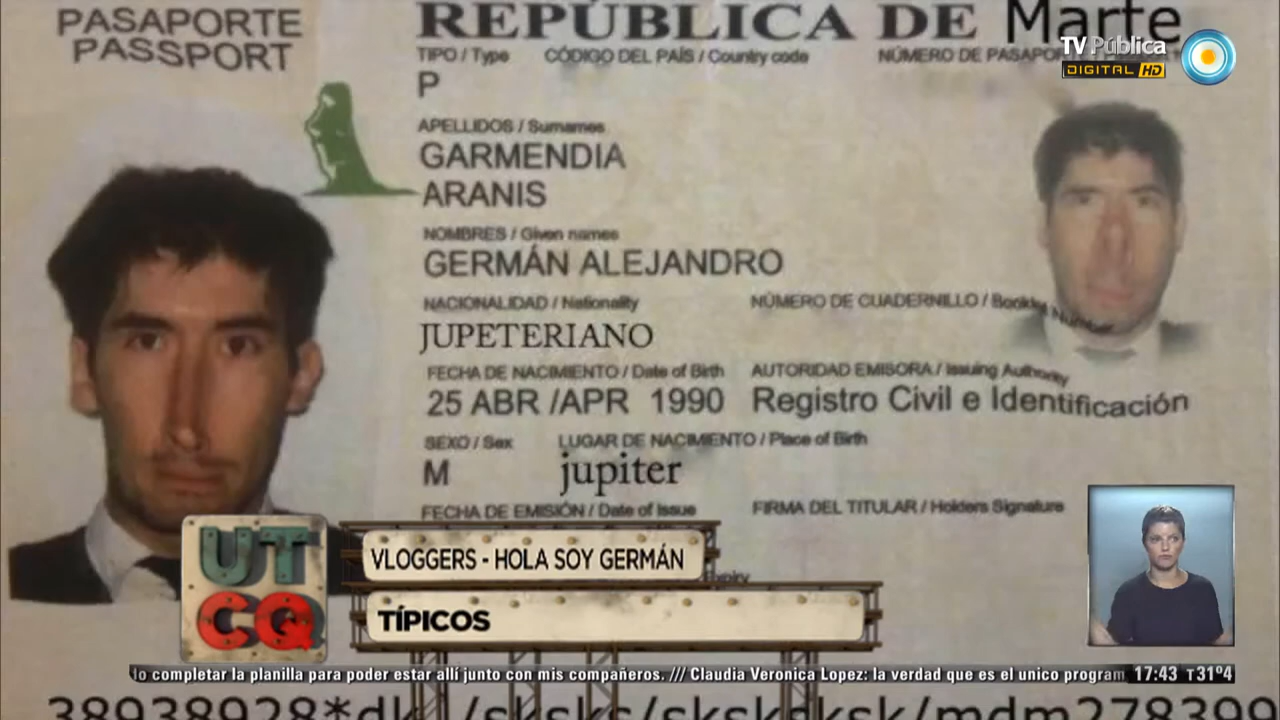 PASAPORTE
PASSPORT
REPÚBLICA DE Marte
TIPO / Type
CÓDIGO DEL PAÍS / Country code
NÚMERO DE
TV Pública
DIGITAL HD
P
APELLIDOS / Surnames
GARMENDIA
ARANIS
NOMBRES / Given names
GERMÁN ALEJANDRO
NACIONALIDAD / Nationality
NÚMERO DE CUADERNILLO / Booklet Number
JUPETERIANO
FECHA DE NACIMIENTO / Date of Birth
AUTORIDAD EMISORA / Issuing Authority
25 ABR /APR 1990
Registro Civil e Identificación
SEXO / Sex
LUGAR DE NACIMIENTO / Place of Birth
M
jupiter
FECHA DE EMISIÓN / Date of Issue
FIRMA DEL TITULAR / Holders Signature
UT
CQ
VLOGGERS - HOLA SOY GERMÁN
TÍPICOS
lo completar la planilla para poder estar allí junto con mis compañeros. /// Claudia Veronica Lopez: la verdad que es el unico program
17:43 T31º4